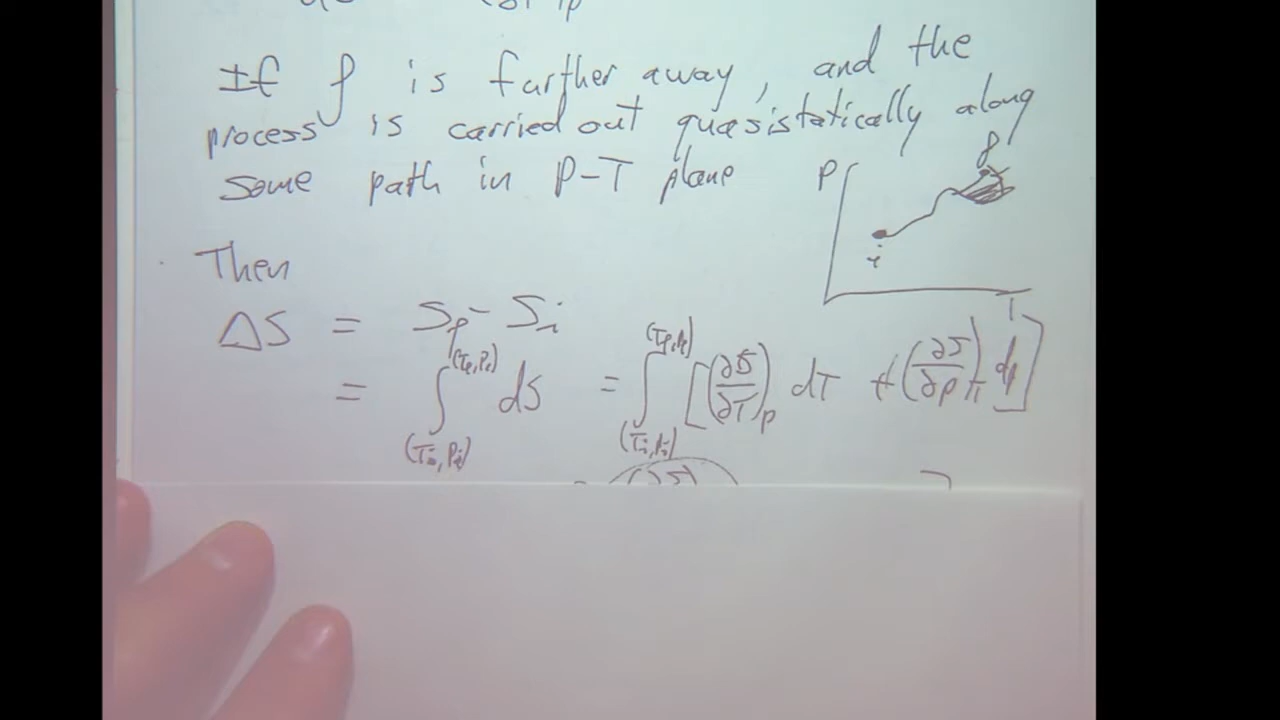 If f is further away, and the
process is carried out quasistatically along
some path in P-T plane
P
f
i
T
Then
ΔS = S_f - S_i
= ∫_{(T_i, P_i)}^{(T_f, P_f)} dS = ∫_{(T_i, P_i)}^{(T_f, P_f)} [(∂S/∂T)_P dT + (∂S/∂P)_T dP]